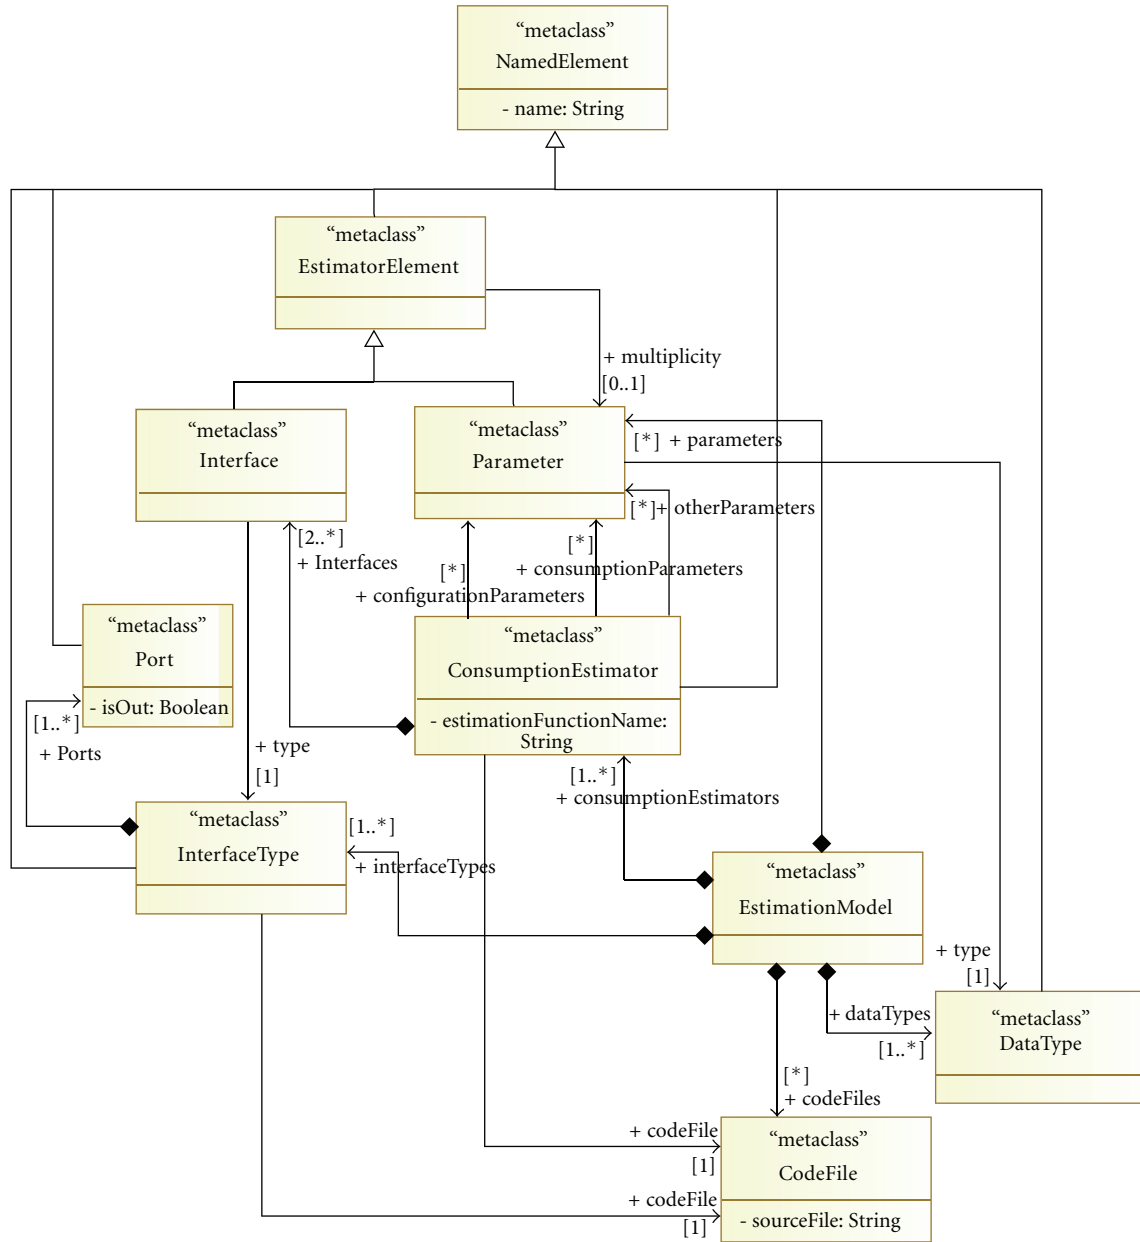 “metaclass”
NamedElement
- name: String
“metaclass”
EstimatorElement
+ multiplicity
[0..1]
“metaclass”
Interface
“metaclass”
Parameter
[*] + parameters
[*]+ otherParameters
[2..*]
+ Interfaces
[*]
+ consumptionParameters
[*]
+ configurationParameters
“metaclass”
Port
- isOut: Boolean
“metaclass”
ConsumptionEstimator
- estimationFunctionName:
String
[1..*]
+ Ports
+ type
[1]
[1..*]
+ consumptionEstimators
“metaclass”
InterfaceType
[1..*]
+ interfaceTypes
“metaclass”
EstimationModel
+ type
[1]
+ dataTypes
[1..*]
“metaclass”
DataType
[*]
+ codeFiles
+ codeFile
[1]
“metaclass”
CodeFile
- sourceFile: String
+ codeFile
[1]